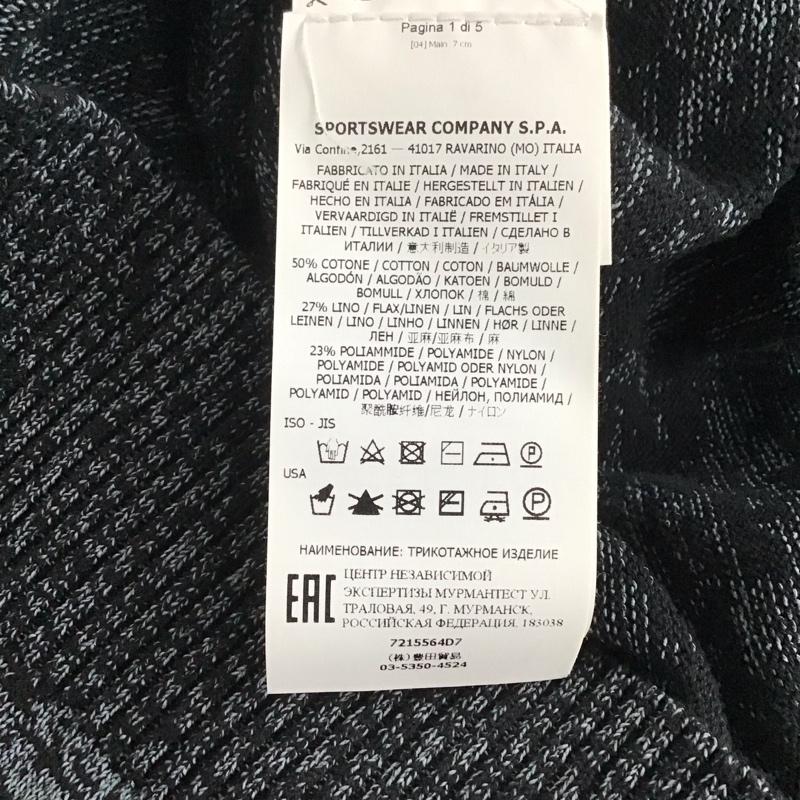 Pagina 1 di 5
[04] Main 7 cm
SPORTSWEAR COMPANY S.P.A.
Via Confine,2161 — 41017 RAVARINO (MO) ITALIA
FABBRICATO IN ITALIA / MADE IN ITALY /
FABRIQUÉ EN ITALIE / HERGESTELLT IN ITALIEN /
HECHO EN ITALIA / FABRICADO EM ITÁLIA /
VERVAARDIGD IN ITALIË / FREMSTILLET I
ITALIEN / TILLVERKAD I ITALIEN / СДЕЛАНО В
ИТАЛИИ / 意大利制造 / イタリア製
50% COTONE / COTTON / COTON / BAUMWOLLE /
ALGODÓN / ALGODÃO / KATOEN / BOMULD /
BOMULL / ХЛОПОК / 棉 / 綿
27% LINO / FLAX/LINEN / LIN / FLACHS ODER
LEINEN / LINO / LINHO / LINNEN / HØR / LINNE /
ЛЕН / 亚麻/亚麻布 / 麻
23% POLIAMMIDE / POLYAMIDE / NYLON /
POLYAMIDE / POLYAMID ODER NYLON /
POLIAMIDA / POLIAMIDA / POLYAMIDE /
POLYAMID / POLYAMID / НЕЙЛОН, ПОЛИАМИД /
聚酰胺纤维/尼龙 / ナイロン
ISO - JIS
USA
НАИМЕНОВАНИЕ: ТРИКОТАЖНОЕ ИЗДЕЛИЕ
EAC ЦЕНТР НЕЗАВИСИМОЙ
ЭКСПЕРТИЗЫ МУРМАНТЕСТ УЛ.
ТРАЛОВАЯ, 49, Г. МУРМАНСК,
РОССИЙСКАЯ ФЕДЕРАЦИЯ, 183038
7215564D7
(株)豊田貿易
03-5350-4524